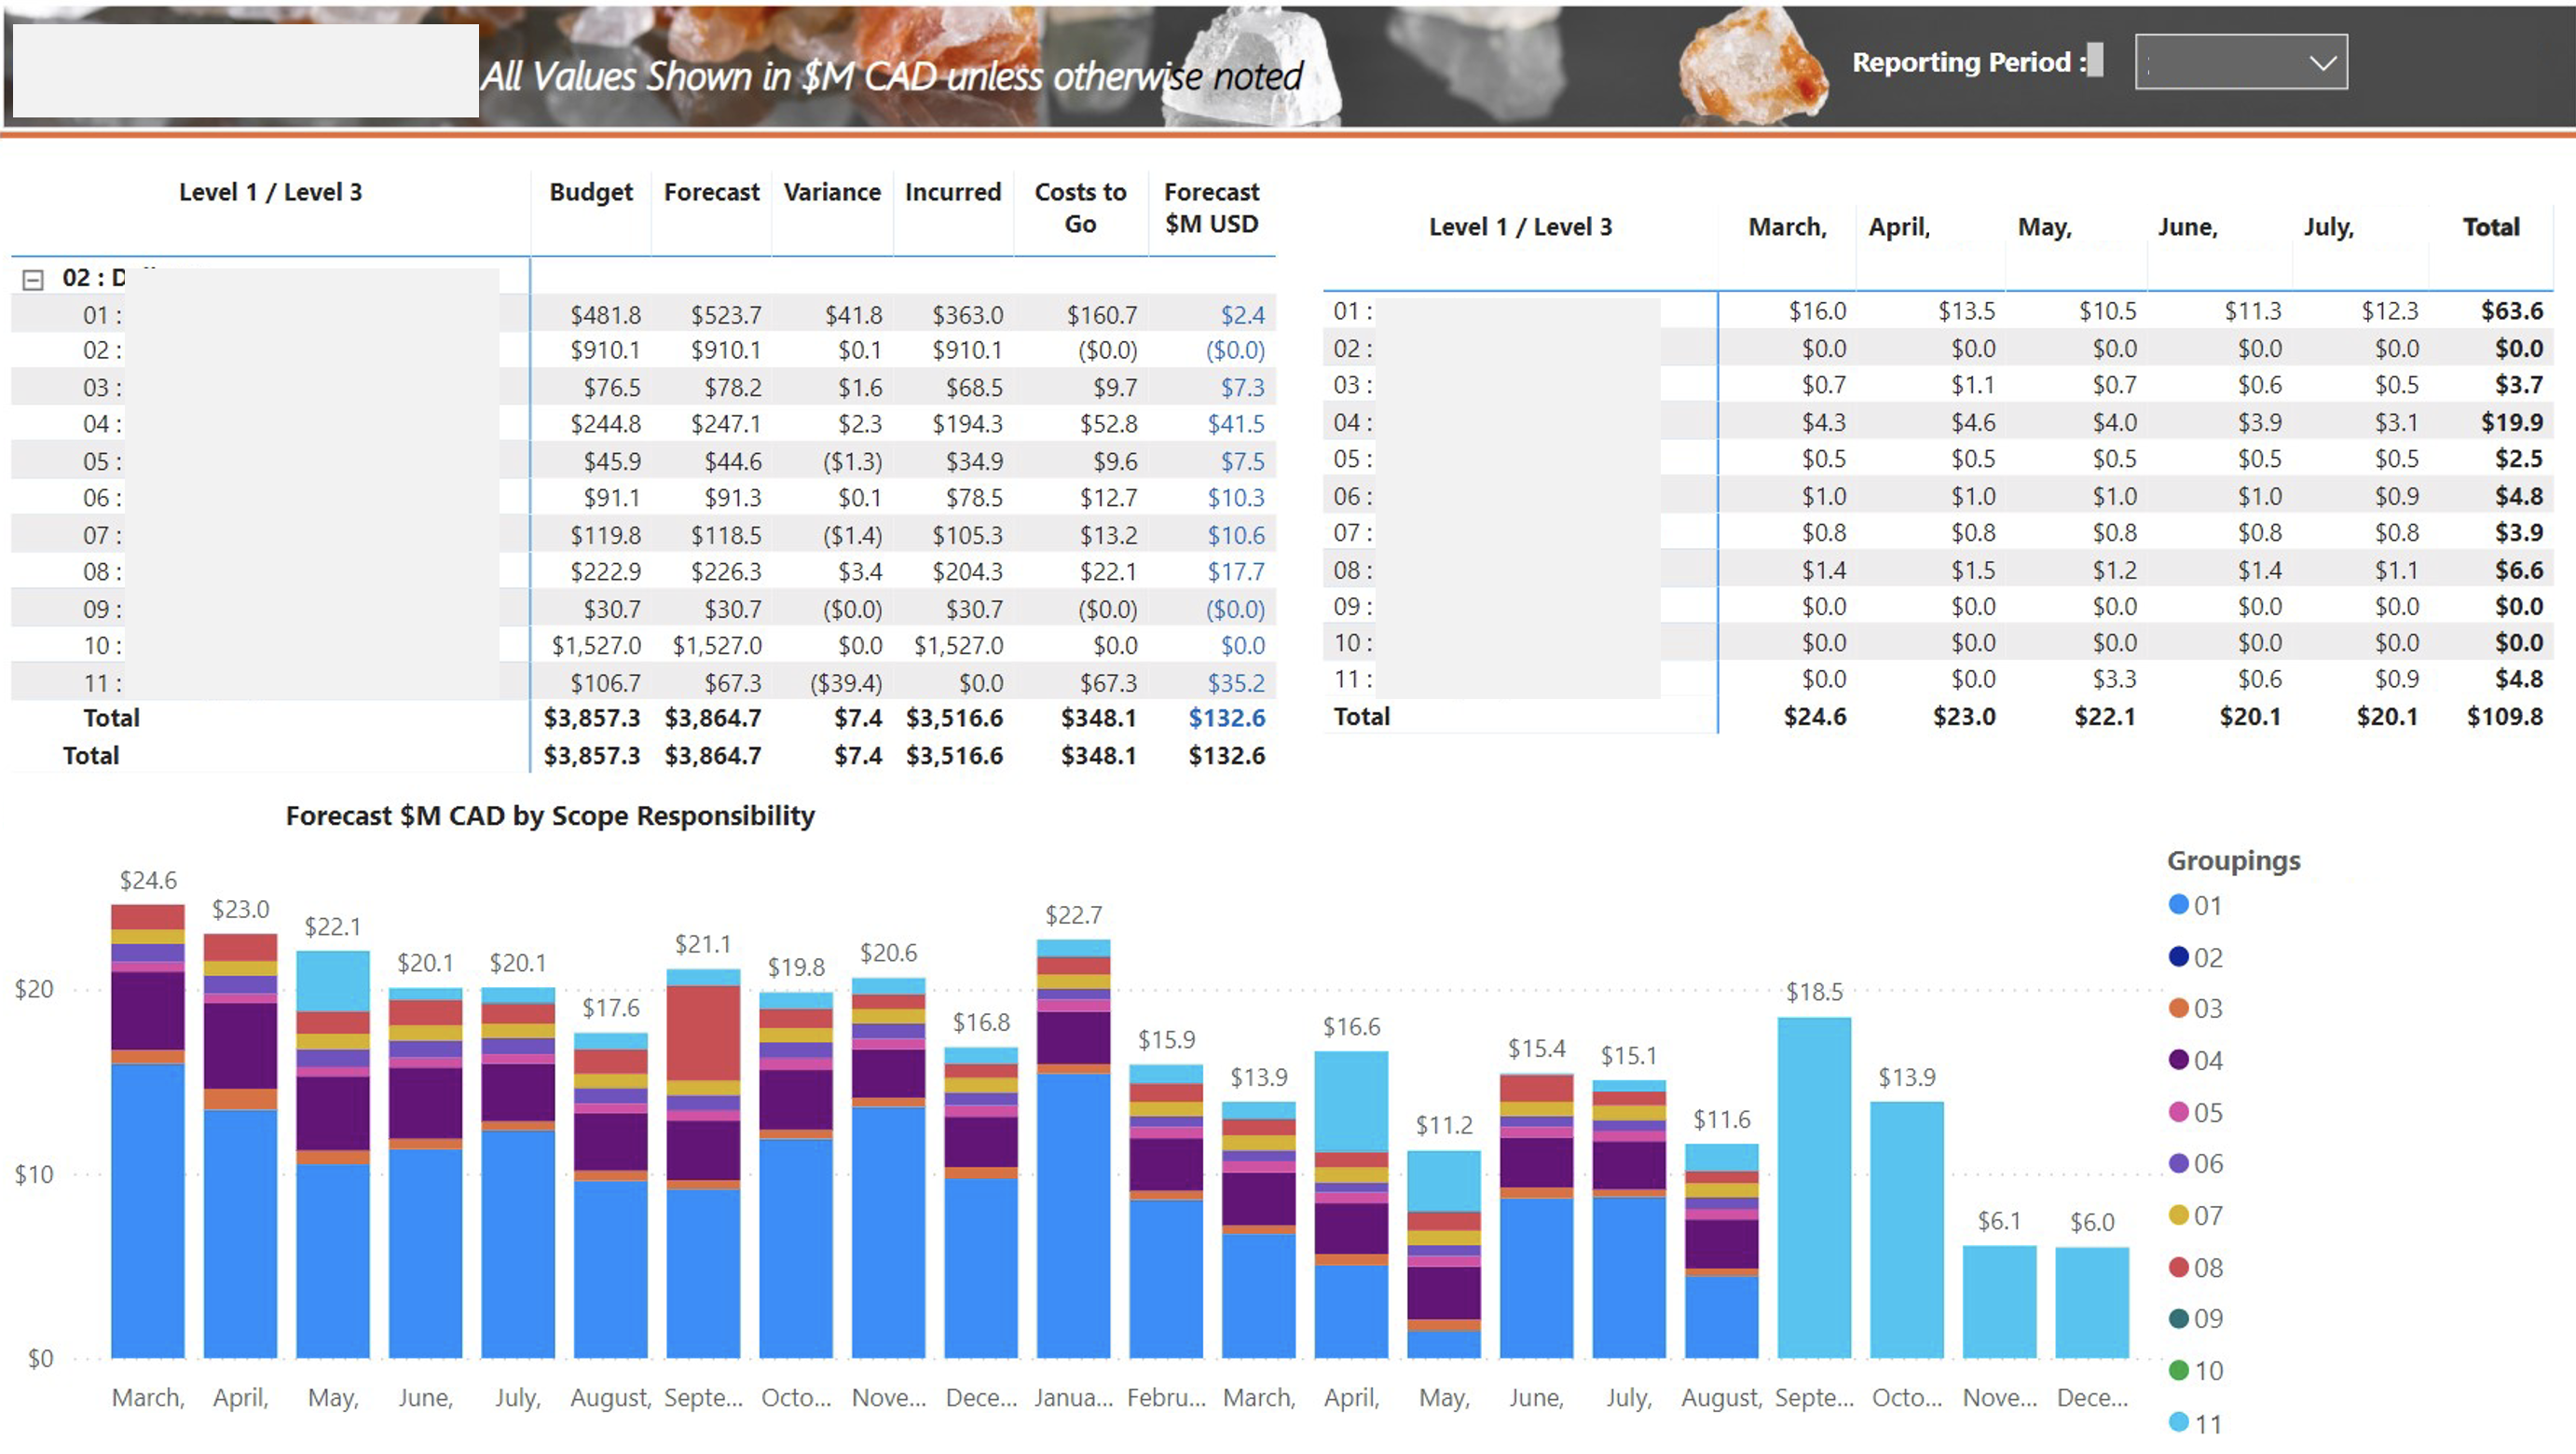 All Values Shown in $M CAD unless otherwise noted
Reporting Period :
Level 1 / Level 3 Budget Forecast Variance Incurred Costs to Go Forecast $M USD
02 : D
01 : $481.8 $523.7 $41.8 $363.0 $160.7 $2.4
02 : $910.1 $910.1 $0.1 $910.1 ($0.0) ($0.0)
03 : $76.5 $78.2 $1.6 $68.5 $9.7 $7.3
04 : $244.8 $247.1 $2.3 $194.3 $52.8 $41.5
05 : $45.9 $44.6 ($1.3) $34.9 $9.6 $7.5
06 : $91.1 $91.3 $0.1 $78.5 $12.7 $10.3
07 : $119.8 $118.5 ($1.4) $105.3 $13.2 $10.6
08 : $222.9 $226.3 $3.4 $204.3 $22.1 $17.7
09 : $30.7 $30.7 ($0.0) $30.7 ($0.0) ($0.0)
10 : $1,527.0 $1,527.0 $0.0 $1,527.0 $0.0 $0.0
11 : $106.7 $67.3 ($39.4) $0.0 $67.3 $35.2
Total $3,857.3 $3,864.7 $7.4 $3,516.6 $348.1 $132.6
Total $3,857.3 $3,864.7 $7.4 $3,516.6 $348.1 $132.6
Level 1 / Level 3 March, April, May, June, July, Total
01 : $16.0 $13.5 $10.5 $11.3 $12.3 $63.6
02 : $0.0 $0.0 $0.0 $0.0 $0.0 $0.0
03 : $0.7 $1.1 $0.7 $0.6 $0.5 $3.7
04 : $4.3 $4.6 $4.0 $3.9 $3.1 $19.9
05 : $0.5 $0.5 $0.5 $0.5 $0.5 $2.5
06 : $1.0 $1.0 $1.0 $1.0 $0.9 $4.8
07 : $0.8 $0.8 $0.8 $0.8 $0.8 $3.9
08 : $1.4 $1.5 $1.2 $1.4 $1.1 $6.6
09 : $0.0 $0.0 $0.0 $0.0 $0.0 $0.0
10 : $0.0 $0.0 $0.0 $0.0 $0.0 $0.0
11 : $0.0 $0.0 $3.3 $0.6 $0.9 $4.8
Total $24.6 $23.0 $22.1 $20.1 $20.1 $109.8
Forecast $M CAD by Scope Responsibility
$24.6 $23.0 $22.1 $20.1 $20.1 $17.6 $21.1 $19.8 $20.6 $16.8 $22.7 $15.9 $13.9 $16.6 $11.2 $15.4 $15.1 $11.6 $18.5 $13.9 $6.1 $6.0
$20
$10
$0
March, April, May, June, July, August, Septe... Octo... Nove... Dece... Janua... Febru... March, April, May, June, July, August, Septe... Octo... Nove... Dece...
Groupings
01
02
03
04
05
06
07
08
09
10
11